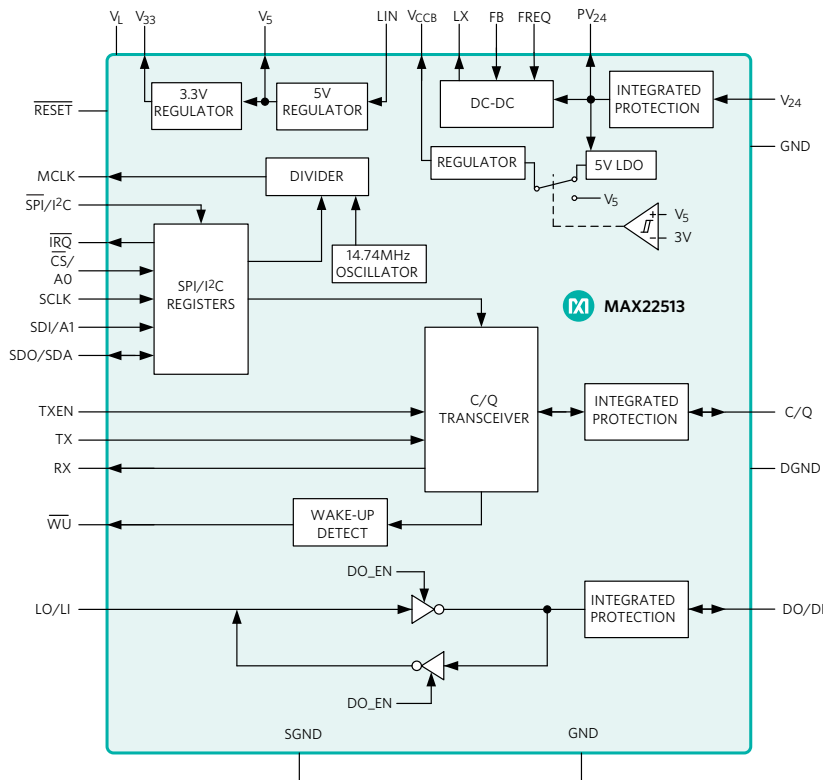 VL V33 V5 LIN VCCB LX FB FREQ PV24
RESET
3.3V
REGULATOR
5V
REGULATOR
DC-DC
INTEGRATED
PROTECTION
V24
GND
MCLK
DIVIDER
REGULATOR
5V LDO
SPI/I2C
V5
V5
3V
IRQ
CS/
A0
14.74MHz
OSCILLATOR
SCLK
SPI/I2C
REGISTERS
MAX22513
SDI/A1
SDO/SDA
TXEN
C/Q
TRANSCEIVER
INTEGRATED
PROTECTION
C/Q
TX
RX
DGND
WU
WAKE-UP
DETECT
DO_EN
LO/LI
INTEGRATED
PROTECTION
DO/DI
DO_EN
SGND
GND